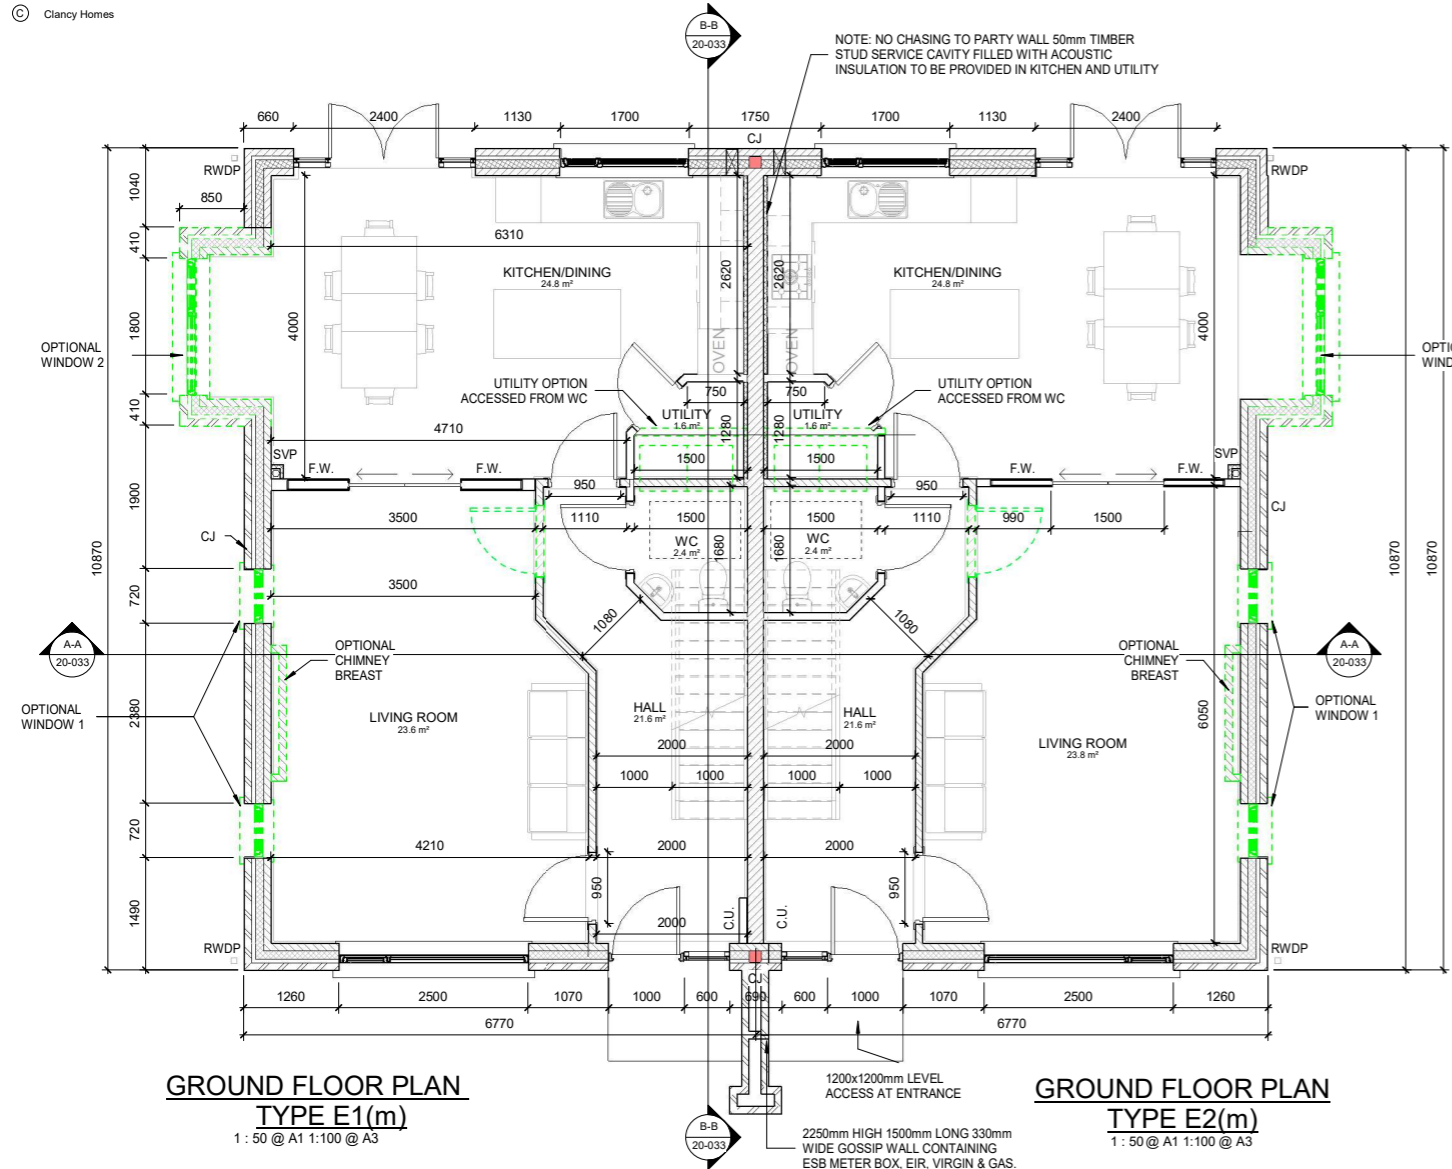 © Clancy Homes
B-B
20-033
NOTE: NO CHASING TO PARTY WALL 50mm TIMBER
STUD SERVICE CAVITY FILLED WITH ACOUSTIC
INSULATION TO BE PROVIDED IN KITCHEN AND UTILITY
660 2400 1130 1700 1750 1700 1130 2400
CJ
RWDP RWDP
1040
850
410
6310
2620 2620
KITCHEN/DINING KITCHEN/DINING
24.8 m² 24.8 m²
1800
4000 4000
OPTIONAL
WINDOW 2
OPTI
WIND
OVEN OVEN
UTILITY OPTION
ACCESSED FROM WC
UTILITY OPTION
ACCESSED FROM WC
750 750
410
UTILITY UTILITY
1.6 m² 1.6 m²
1280 1280
4710
SVP SVP
F.W. F.W. F.W.
1500 1500
950 950
1900
3500 1110 1500 1500 1110 990 1500
CJ CJ
WC WC
2.4 m² 2.4 m²
1680 1680
10870 10870 10870
720
3500
1080 1080
A-A
20-033
A-A
20-033
OPTIONAL
CHIMNEY
BREAST
OPTIONAL
CHIMNEY
BREAST
OPTIONAL
WINDOW 1
OPTIONAL
WINDOW 1
2380
6050
HALL HALL
21.6 m² 21.6 m²
LIVING ROOM
23.6 m²
LIVING ROOM
23.8 m²
2000 2000
1000 1000 1000 1000
720
4210 2000 2000
950 950
1490
2000
C.U. C.U.
RWDP RWDP
CJ
1260 2500 1070 1000 600 690 600 1000 1070 2500 1260
6770 6770
GROUND FLOOR PLAN
TYPE E1(m)
1 : 50 @ A1 1:100 @ A3
1200x1200mm LEVEL
ACCESS AT ENTRANCE
GROUND FLOOR PLAN
TYPE E2(m)
1 : 50 @ A1 1:100 @ A3
B-B
20-033
2250mm HIGH 1500mm LONG 330mm
WIDE GOSSIP WALL CONTAINING
ESB METER BOX, EIR, VIRGIN & GAS.